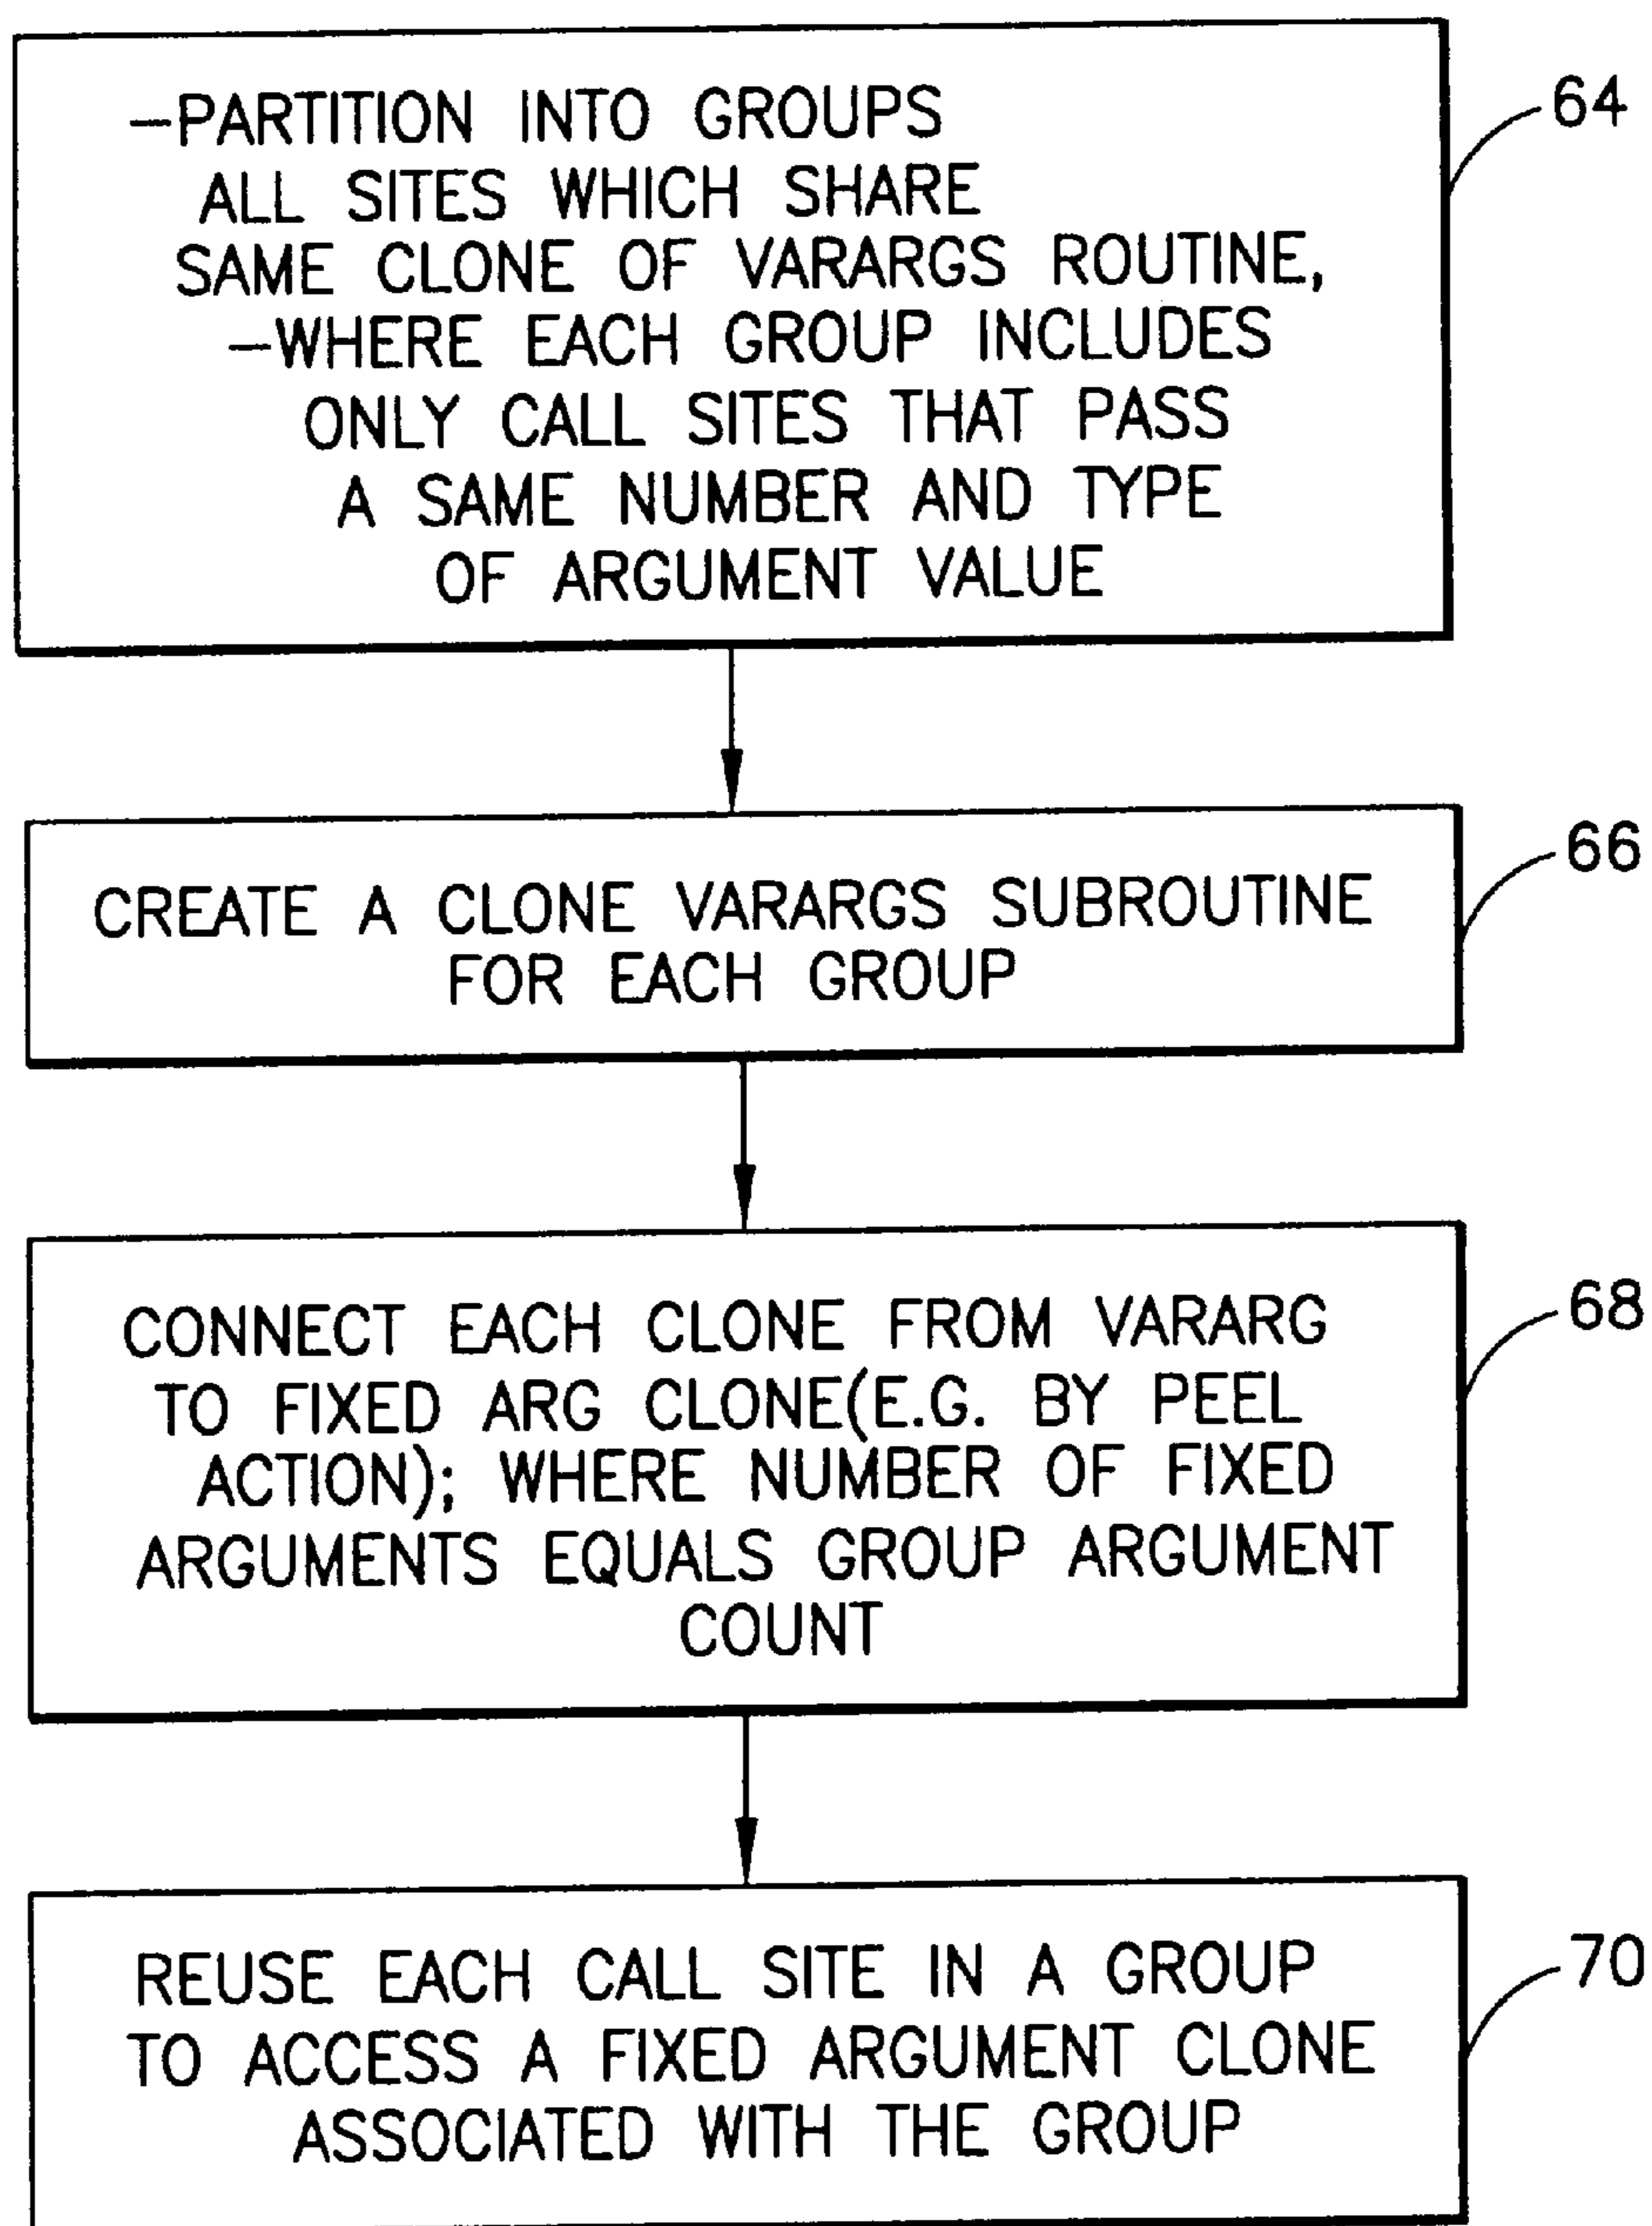 -PARTITION INTO GROUPS
ALL SITES WHICH SHARE
SAME CLONE OF VARARGS ROUTINE,
-WHERE EACH GROUP INCLUDES
ONLY CALL SITES THAT PASS
A SAME NUMBER AND TYPE
OF ARGUMENT VALUE
64
CREATE A CLONE VARARGS SUBROUTINE
FOR EACH GROUP
66
CONNECT EACH CLONE FROM VARARG
TO FIXED ARG CLONE(E.G. BY PEEL
ACTION); WHERE NUMBER OF FIXED
ARGUMENTS EQUALS GROUP ARGUMENT
COUNT
68
REUSE EACH CALL SITE IN A GROUP
TO ACCESS A FIXED ARGUMENT CLONE
ASSOCIATED WITH THE GROUP
70